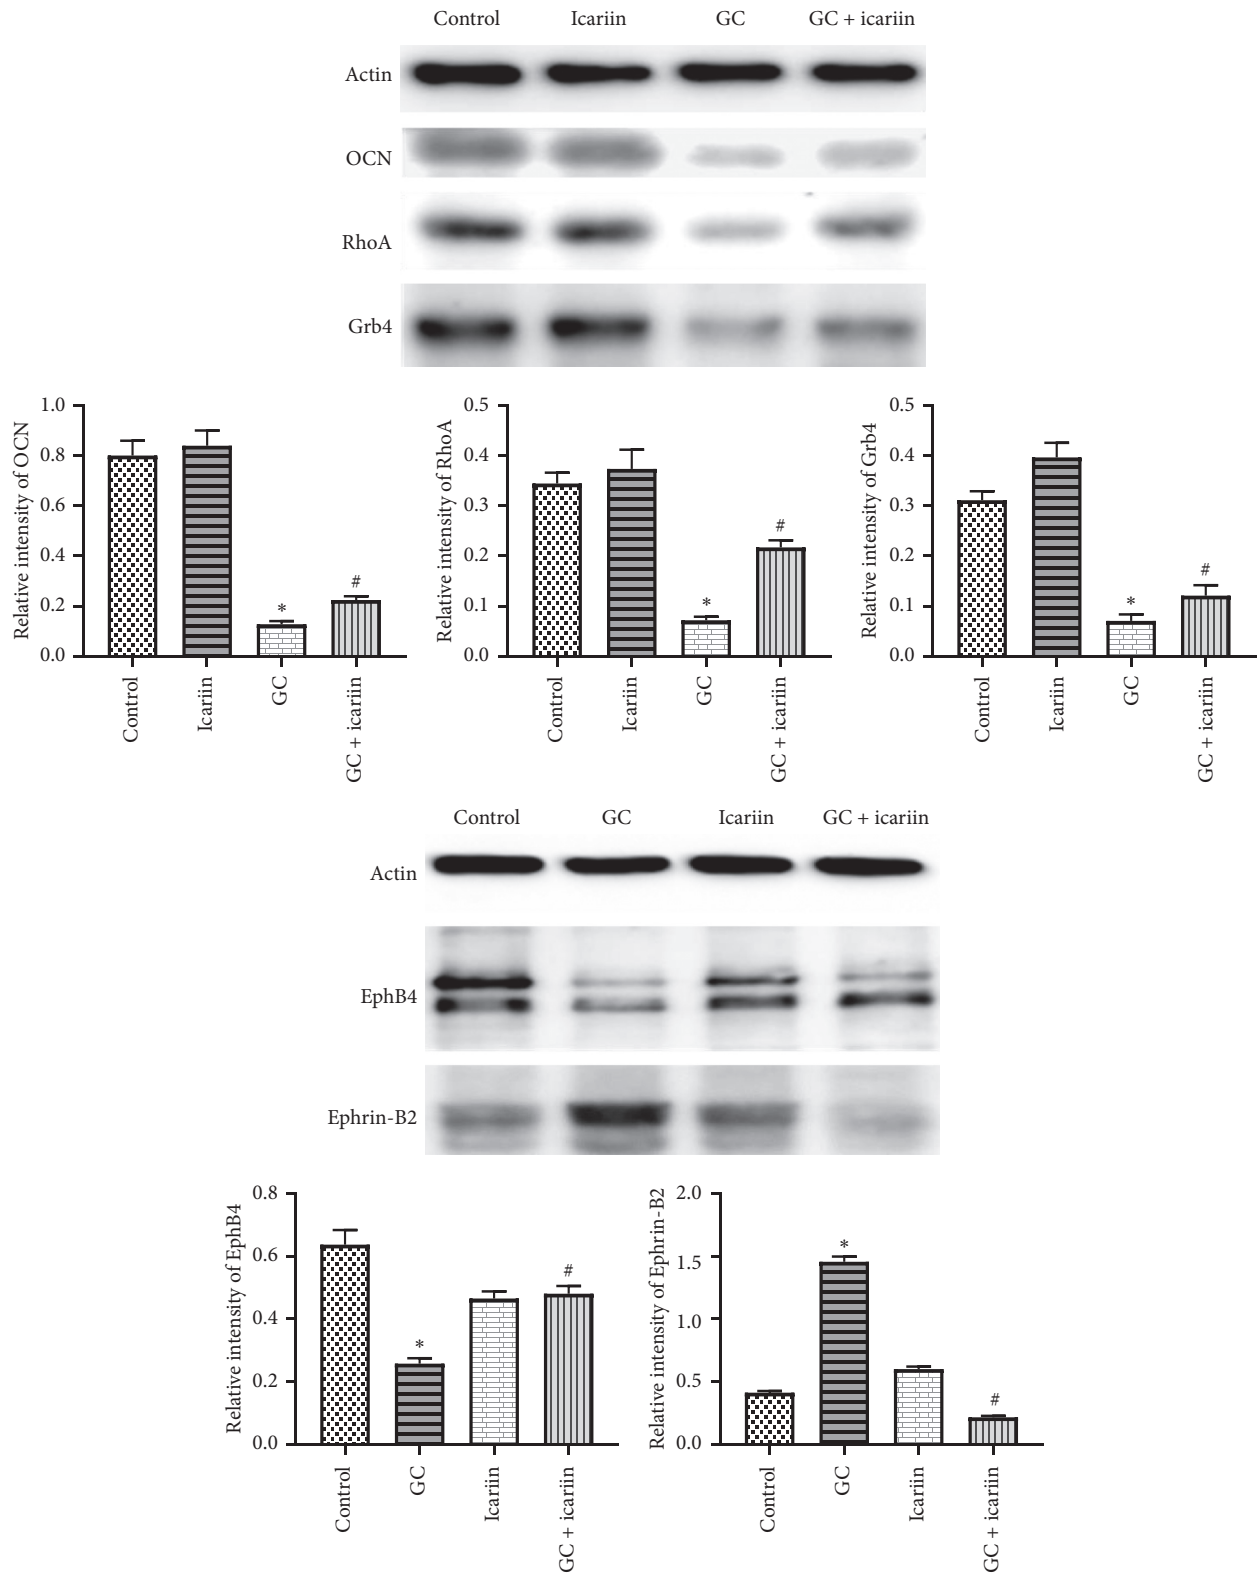 Control Icariin GC GC + icariin
Actin
OCN
RhoA
Grb4
Relative intensity of OCN
1.0
0.8
0.6
0.4
0.2
0.0
*
#
Control
Icariin
GC
GC + icariin
Relative intensity of RhoA
0.5
0.4
0.3
0.2
0.1
0.0
*
#
Control
Icariin
GC
GC + icariin
Relative intensity of Grb4
0.5
0.4
0.3
0.2
0.1
0.0
*
#
Control
Icariin
GC
GC + icariin
Control GC Icariin GC + icariin
Actin
EphB4
Ephrin-B2
Relative intensity of EphB4
0.8
0.6
0.4
0.2
0.0
*
#
Control
GC
Icariin
GC + icariin
Relative intensity of Ephrin-B2
2.0
1.5
1.0
0.5
0.0
*
#
Control
GC
Icariin
GC + icariin